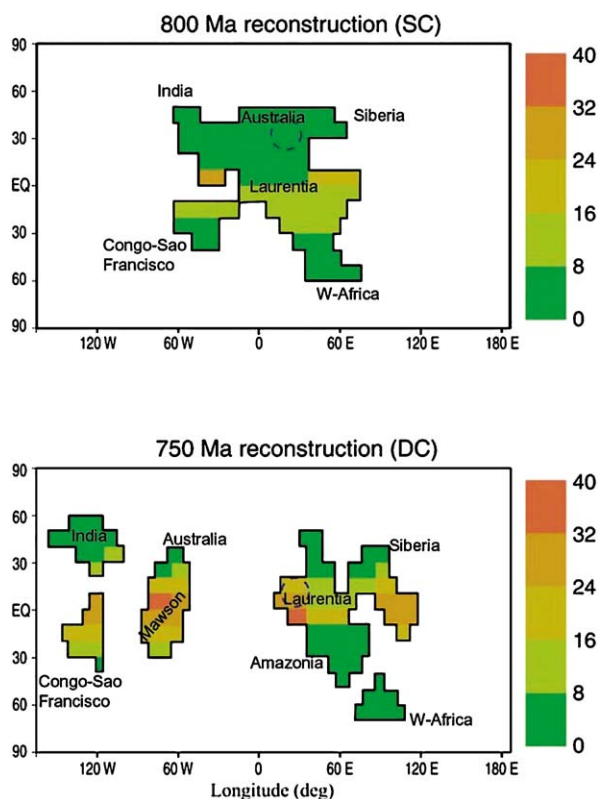 800 Ma reconstruction (SC)
90
60
30
EQ
30
60
90
India
Australia
Siberia
Laurentia
Congo-Sao
Francisco
W-Africa
120 W
60 W
0
60 E
120 E
180 E
40
32
24
16
8
0
750 Ma reconstruction (DC)
90
60
30
EQ
30
60
90
India
Australia
Siberia
Mawson
Laurentia
Amazonia
Congo-Sao
Francisco
W-Africa
120 W
60 W
0
60 E
120 E
180 E
Longitude (deg)
40
32
24
16
8
0